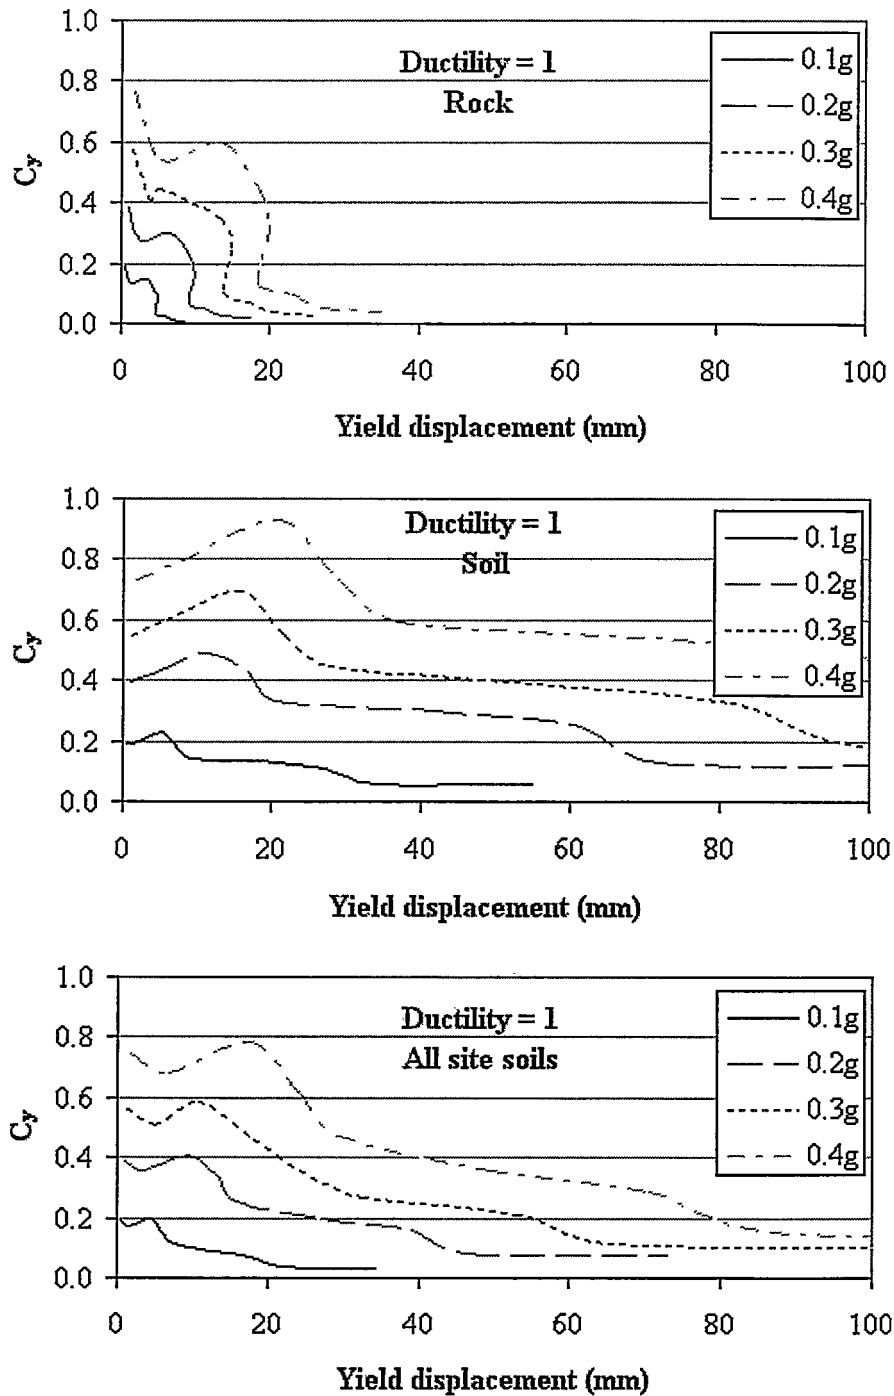 1.0
0.8
0.6
0.4
0.2
0.0
Cy
Ductility = 1
Rock
0.1g
0.2g
0.3g
0.4g
0
20
40
60
80
100
Yield displacement (mm)
1.0
0.8
0.6
0.4
0.2
0.0
Cy
Ductility = 1
Soil
0.1g
0.2g
0.3g
0.4g
0
20
40
60
80
100
Yield displacement (mm)
1.0
0.8
0.6
0.4
0.2
0.0
Cy
Ductility = 1
All site soils
0.1g
0.2g
0.3g
0.4g
0
20
40
60
80
100
Yield displacement (mm)